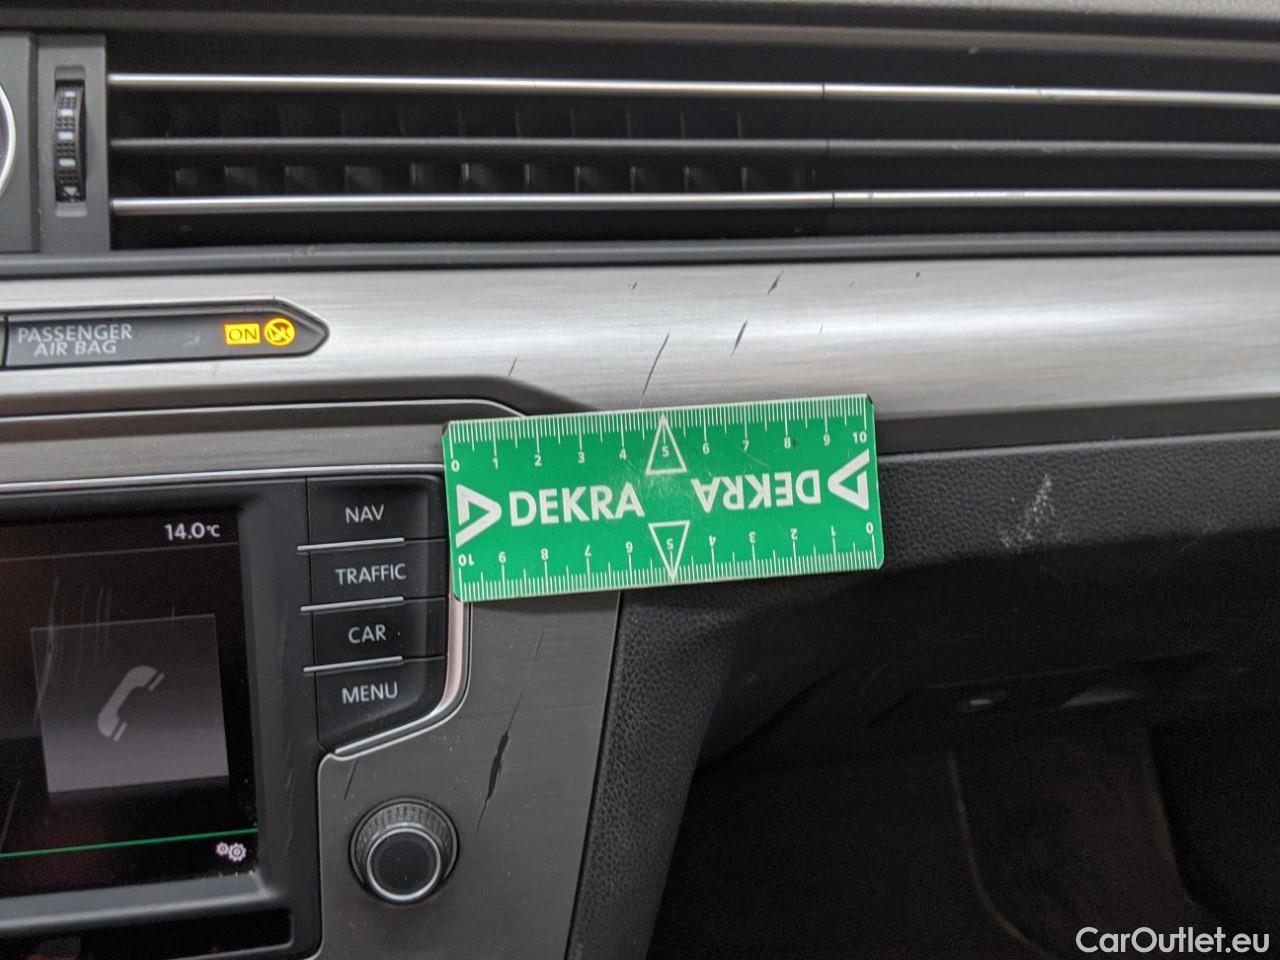 PASSENGER
AIR BAG
ON
0 1 2 3 4 5 6 7 8 9 10
DEKRA
DEKRA
10 9 8 7 6 5 4 3 2 1 0
NAV
14.0°C
TRAFFIC
CAR
MENU
CarOutlet.eu